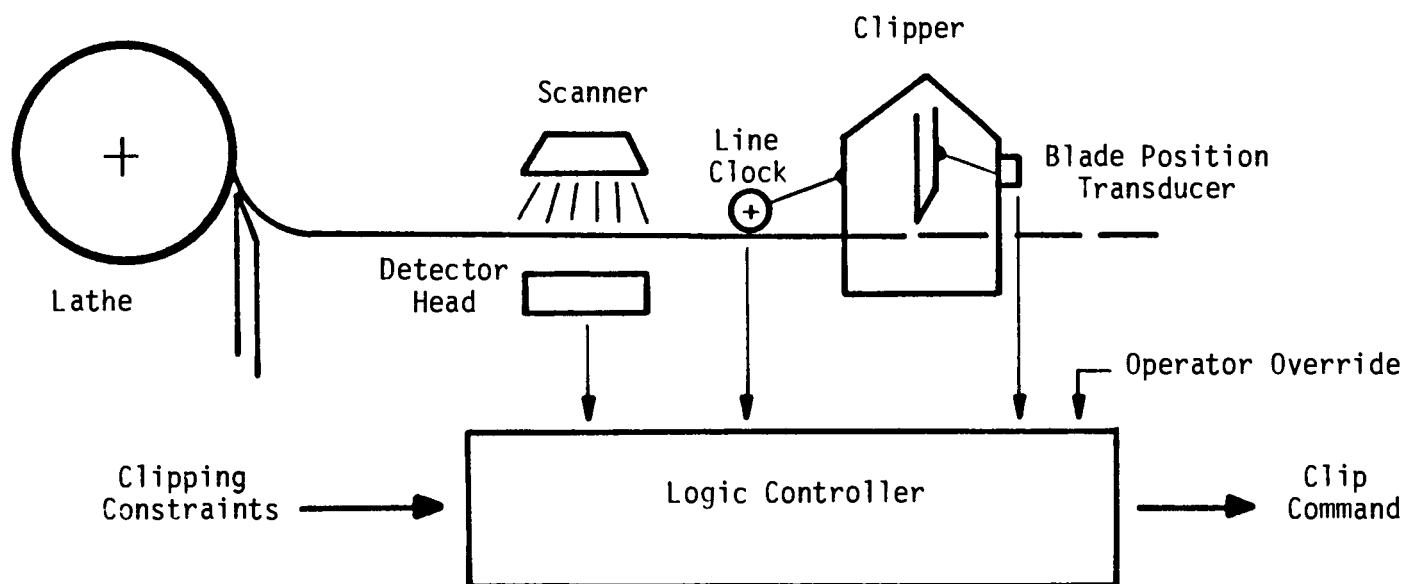 Clipper
Scanner
Line
Clock
Blade Position
Transducer
Detector
Head
Lathe
Operator Override
Clipping
Constraints
Logic Controller
Clip
Command